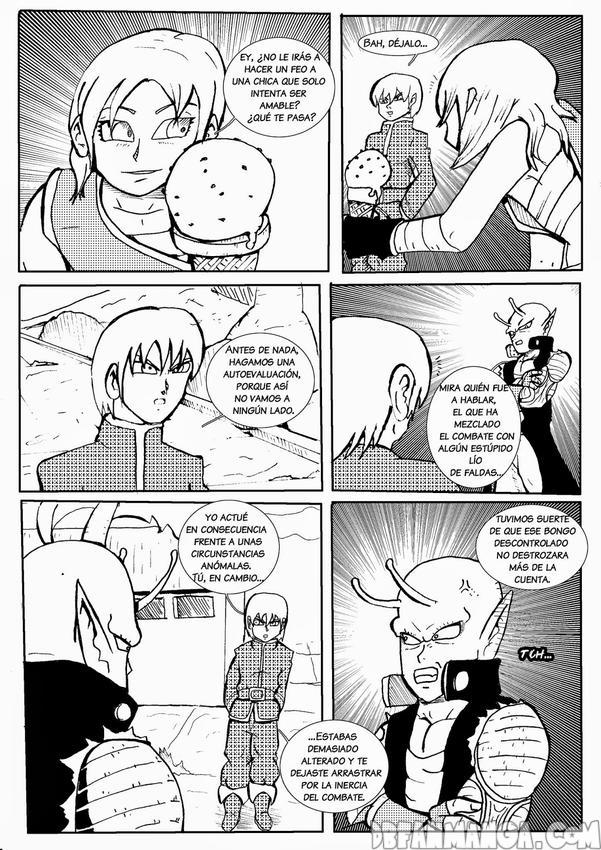 EY, ¿NO LE IRÁS A
HACER UN FEO A
UNA CHICA QUE SOLO
INTENTA SER
AMABLE?
¿QUÉ TE PASA?
BAH, DÉJALO...
ANTES DE NADA,
HAGAMOS UNA
AUTOEVALUACIÓN,
PORQUE ASÍ
NO VAMOS A
NINGÚN LADO.
MIRA QUIÉN FUE
A HABLAR,
EL QUE HA
MEZCLADO
EL COMBATE CON
ALGÚN ESTÚPIDO
LÍO
DE FALDAS...
YO ACTUÉ
EN CONSECUENCIA
FRENTE A UNAS
CIRCUNSTANCIAS
ANÓMALAS.
TÚ, EN CAMBIO...
...ESTABAS
DEMASIADO
ALTERADO Y TE
DEJASTE ARRASTRAR
POR LA INERCIA
DEL COMBATE.
TUVIMOS SUERTE
DE QUE ESE BONGO
DESCONTROLADO
NO DESTROZARA
MÁS DE LA
CUENTA.
TCH...
DBFANMANGA.COM